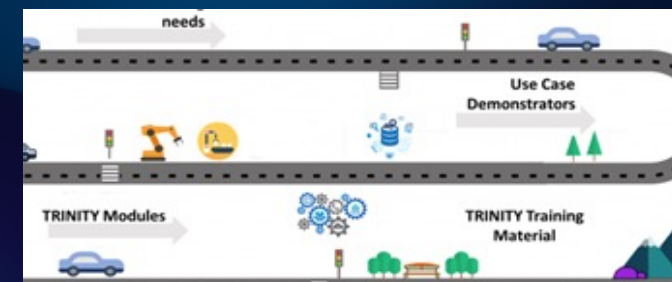 needs
Use Case
Demonstrators
TRINITY Modules
TRINITY Training
Material